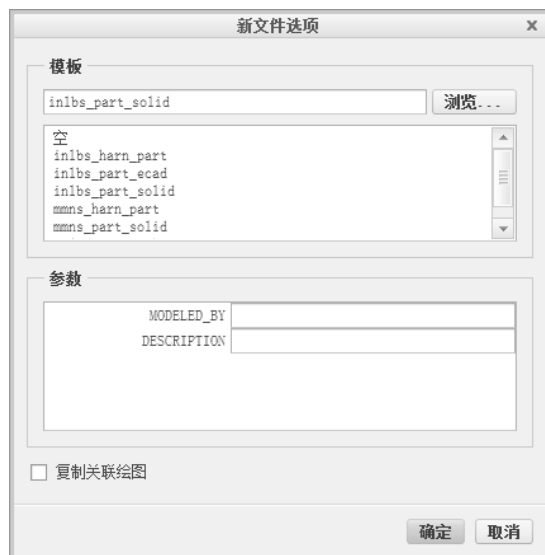 新文件选项
模板
inlbs_part_solid
浏览...
空
inlbs_harn_part
inlbs_part_ecad
inlbs_part_solid
mmns_harn_part
mmns_part_solid
参数
MODELED_BY
DESCRIPTION
复制关联绘图
确定 取消